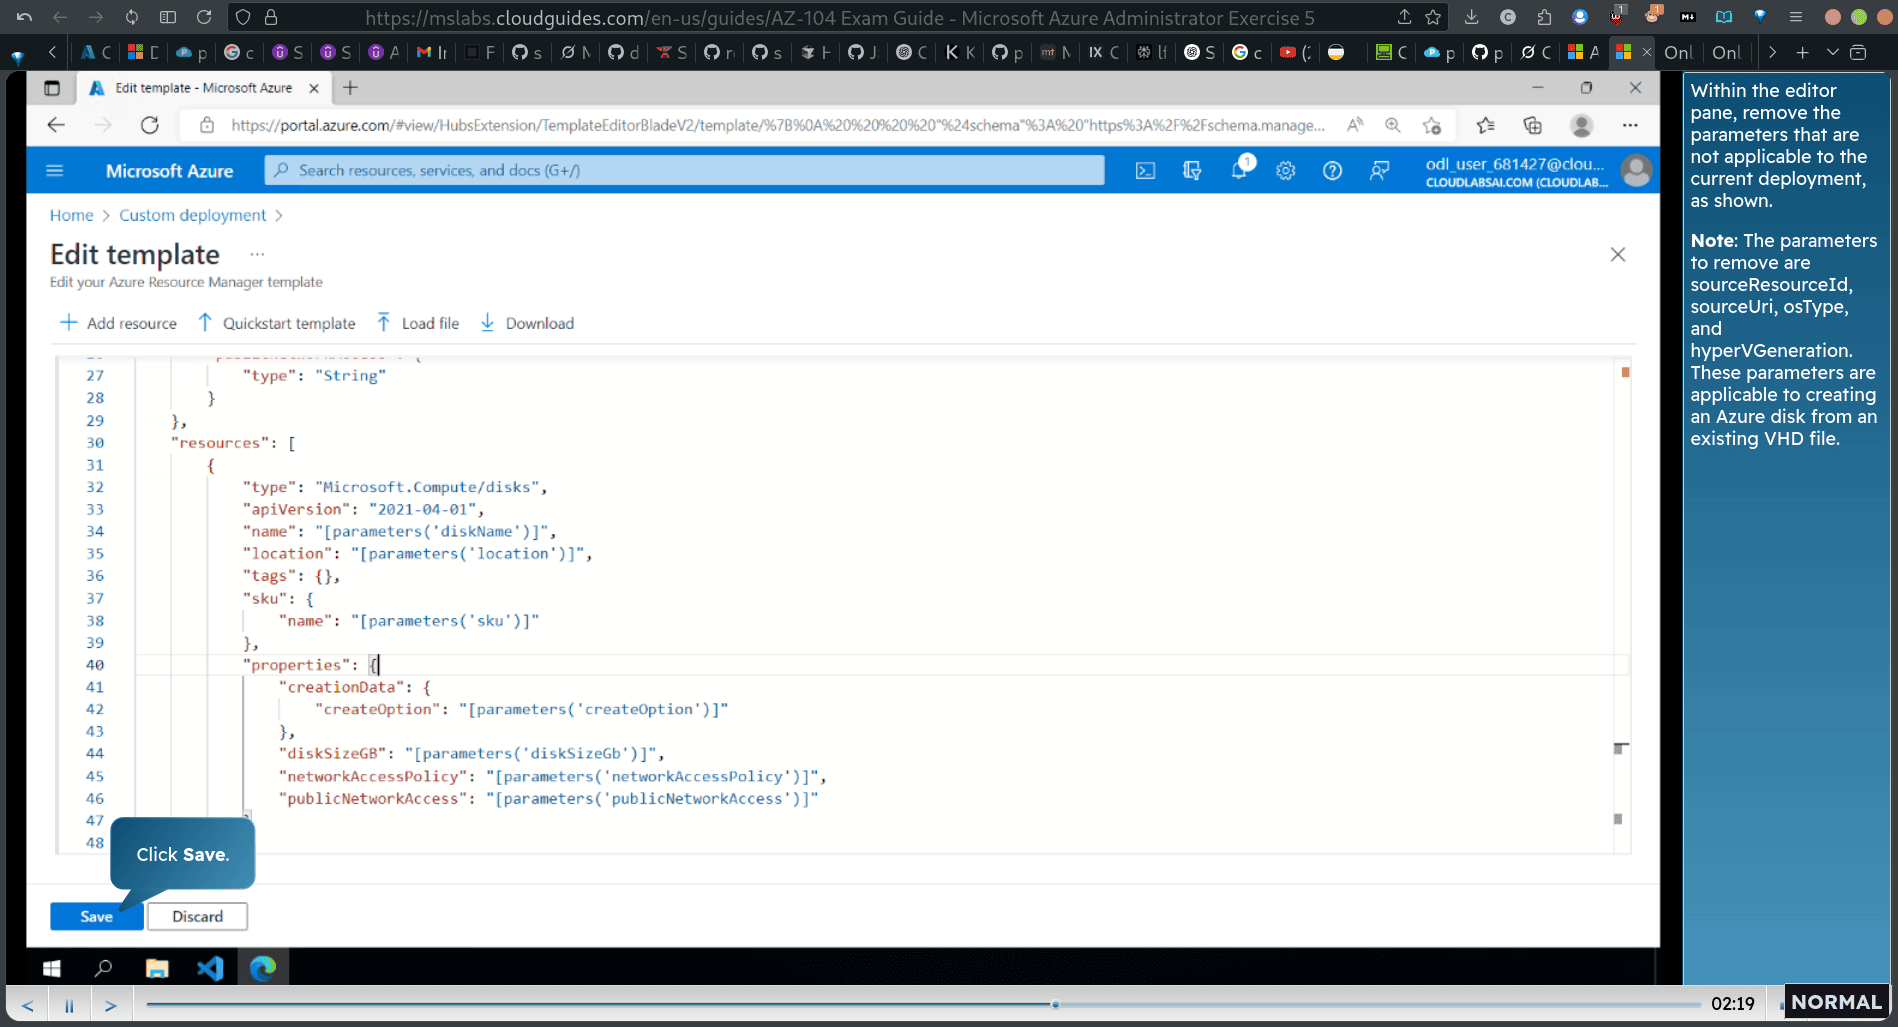 https://mslabs.cloudguides.com/en-us/guides/AZ-104 Exam Guide - Microsoft Azure Administrator Exercise 5
Edit template - Microsoft Azure
https://portal.azure.com/#view/HubsExtension/TemplateEditorBladeV2/template/%7B%0A%20%20%20%20"%24schema"%3A%20"https%3A%2F%2Fschema.manage...
Microsoft Azure
Search resources, services, and docs (G+/)
1
odl_user_681427@clou...
CLOUDLABSAI.COM (CLOUDLAB...
Home > Custom deployment >
Edit template ...
Edit your Azure Resource Manager template
Add resource
Quickstart template
Load file
Download
27 "type": "String"
28 }
29 },
30 "resources": [
31 {
32 "type": "Microsoft.Compute/disks",
33 "apiVersion": "2021-04-01",
34 "name": "[parameters('diskName')]",
35 "location": "[parameters('location')]",
36 "tags": {},
37 "sku": {
38 "name": "[parameters('sku')]"
39 },
40 "properties": {
41 "creationData": {
42 "createOption": "[parameters('createOption')]"
43 },
44 "diskSizeGB": "[parameters('diskSizeGb')]",
45 "networkAccessPolicy": "[parameters('networkAccessPolicy')]",
46 "publicNetworkAccess": "[parameters('publicNetworkAccess')]"
47
48
Click Save.
Save
Discard
Within the editor
pane, remove the
parameters that are
not applicable to the
current deployment,
as shown.
Note: The parameters
to remove are
sourceResourceId,
sourceUri, osType,
and
hyperVGeneration.
These parameters are
applicable to creating
an Azure disk from an
existing VHD file.
02:19
NORMAL